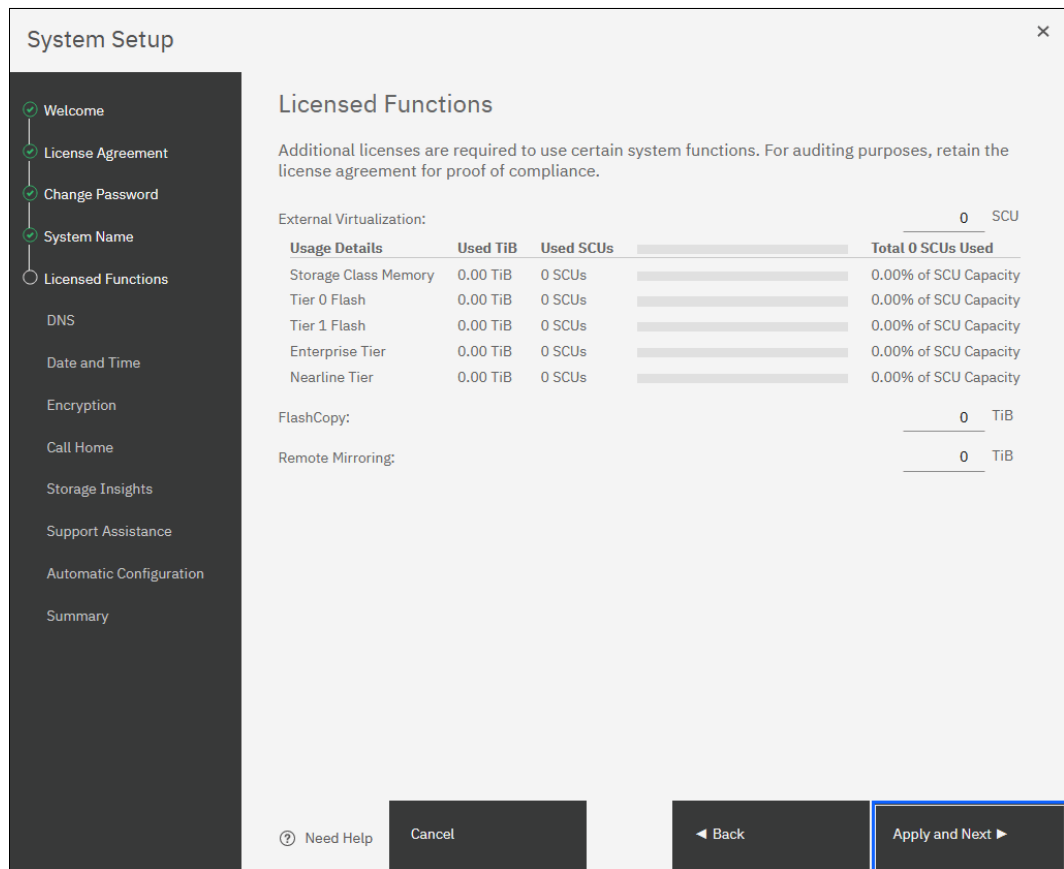 System Setup
Welcome
License Agreement
Change Password
System Name
Licensed Functions
DNS
Date and Time
Encryption
Call Home
Storage Insights
Support Assistance
Automatic Configuration
Summary
Licensed Functions
Additional licenses are required to use certain system functions. For auditing purposes, retain the
license agreement for proof of compliance.
External Virtualization: 0 SCU
Usage Details Used TiB Used SCUs Total 0 SCUs Used
Storage Class Memory 0.00 TiB 0 SCUs 0.00% of SCU Capacity
Tier 0 Flash 0.00 TiB 0 SCUs 0.00% of SCU Capacity
Tier 1 Flash 0.00 TiB 0 SCUs 0.00% of SCU Capacity
Enterprise Tier 0.00 TiB 0 SCUs 0.00% of SCU Capacity
Nearline Tier 0.00 TiB 0 SCUs 0.00% of SCU Capacity
FlashCopy: 0 TiB
Remote Mirroring: 0 TiB
? Need Help Cancel ◄ Back Apply and Next ►